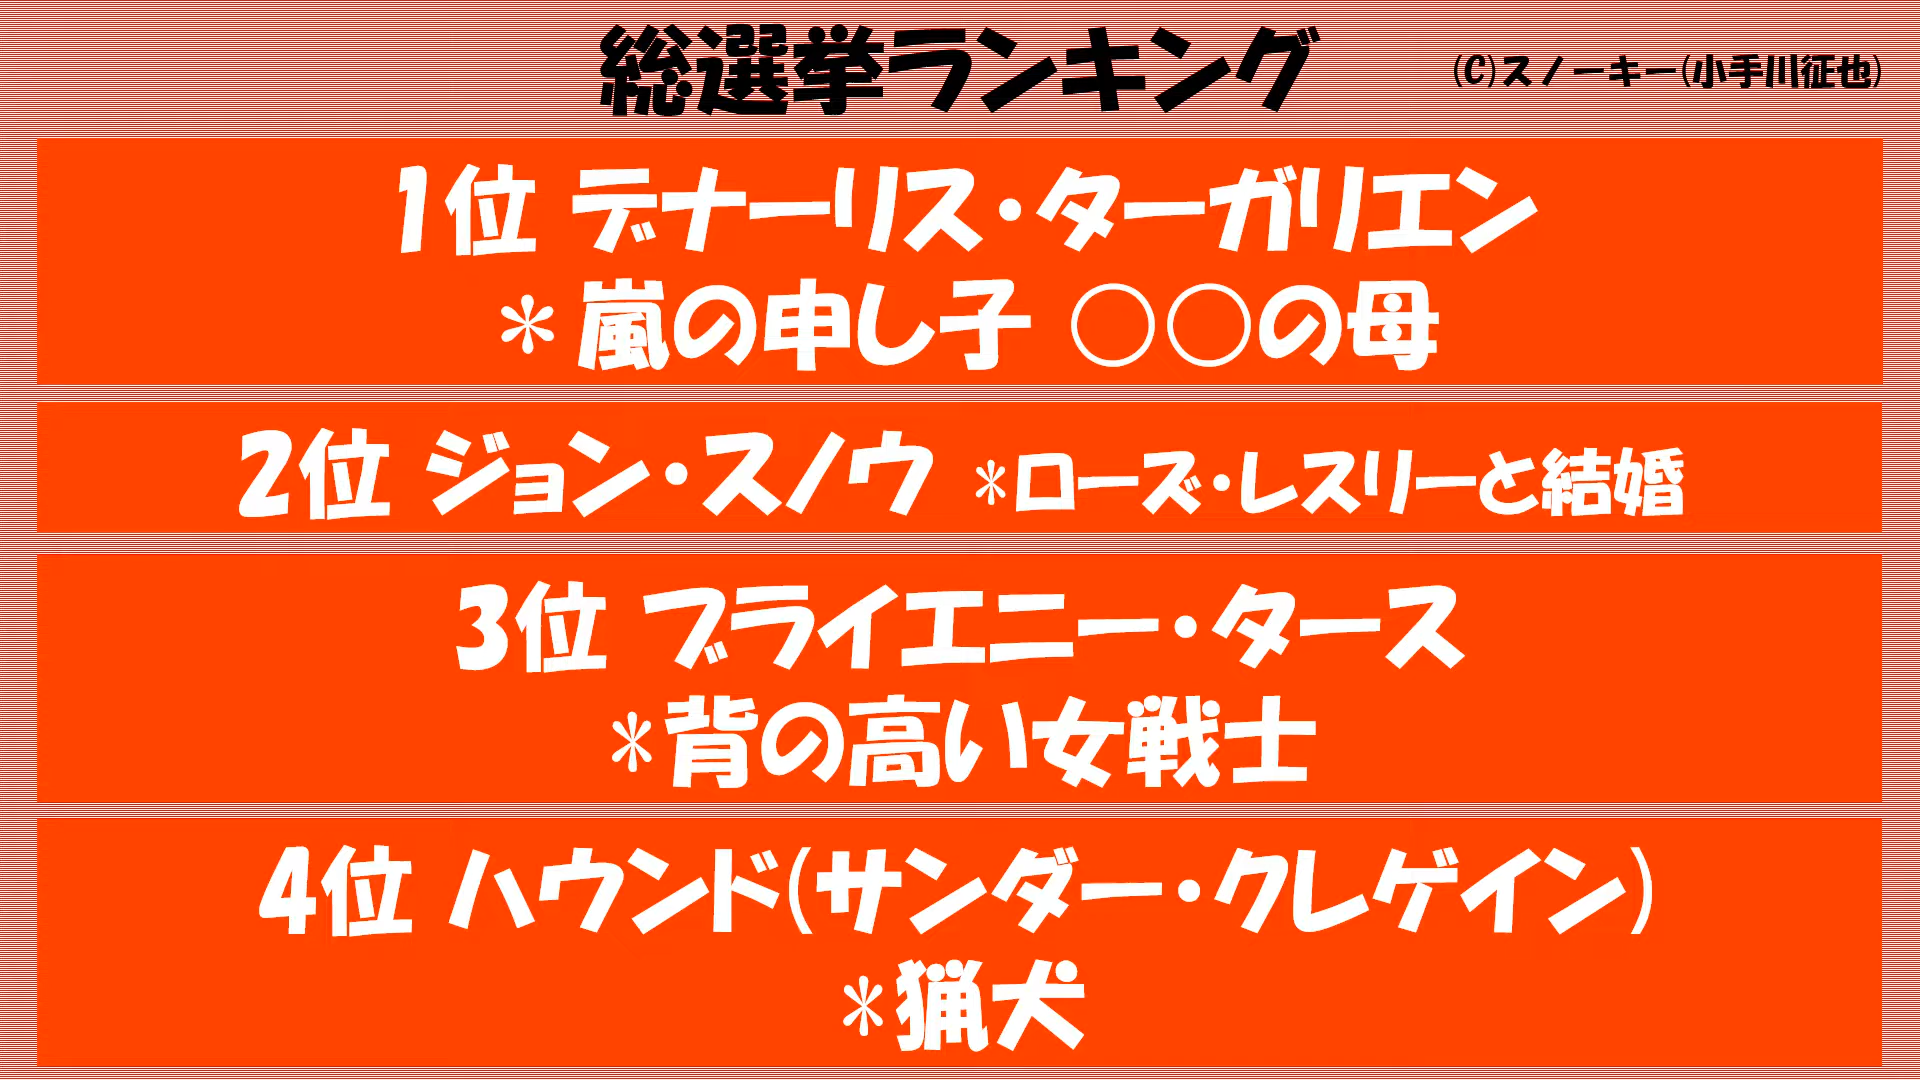 総選挙ランキング
(C)スノーキー(小手川征也)
1位 デナーリス・ターガリエン
*嵐の申し子 ○○の母
2位 ジョン・スノウ *ローズ・レスリーと結婚
3位 ブライエニー・タース
*背の高い女戦士
4位 ハウンド(サンダー・クレゲイン)
*猟犬